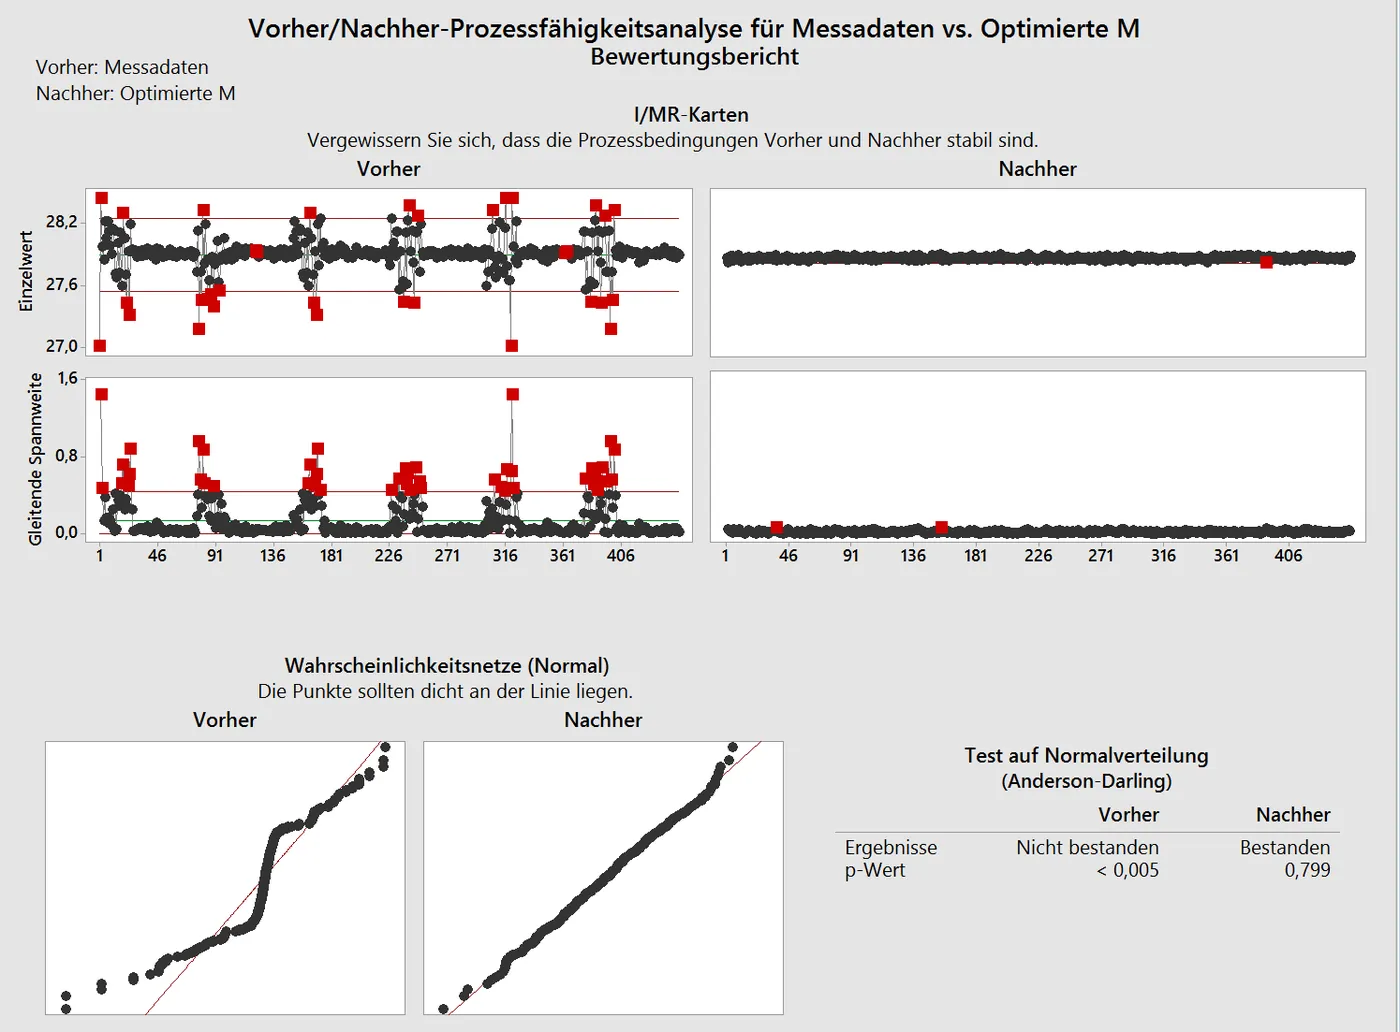 Vorher/Nachher-Prozessfähigkeitsanalyse für Messadaten vs. Optimierte M
Bewertungsbericht
Vorher: Messadaten
Nachher: Optimierte M
I/MR-Karten
Vergewissern Sie sich, dass die Prozessbedingungen Vorher und Nachher stabil sind.
Vorher
Nachher
Einzelwert
28,2
27,6
27,0
Gleitende Spannweite
1,6
0,8
0,0
1 46 91 136 181 226 271 316 361 406
1 46 91 136 181 226 271 316 361 406
Wahrscheinlichkeitsnetze (Normal)
Die Punkte sollten dicht an der Linie liegen.
Vorher
Nachher
Test auf Normalverteilung
(Anderson-Darling)
Vorher Nachher
Ergebnisse Nicht bestanden Bestanden
p-Wert < 0,005 0,799